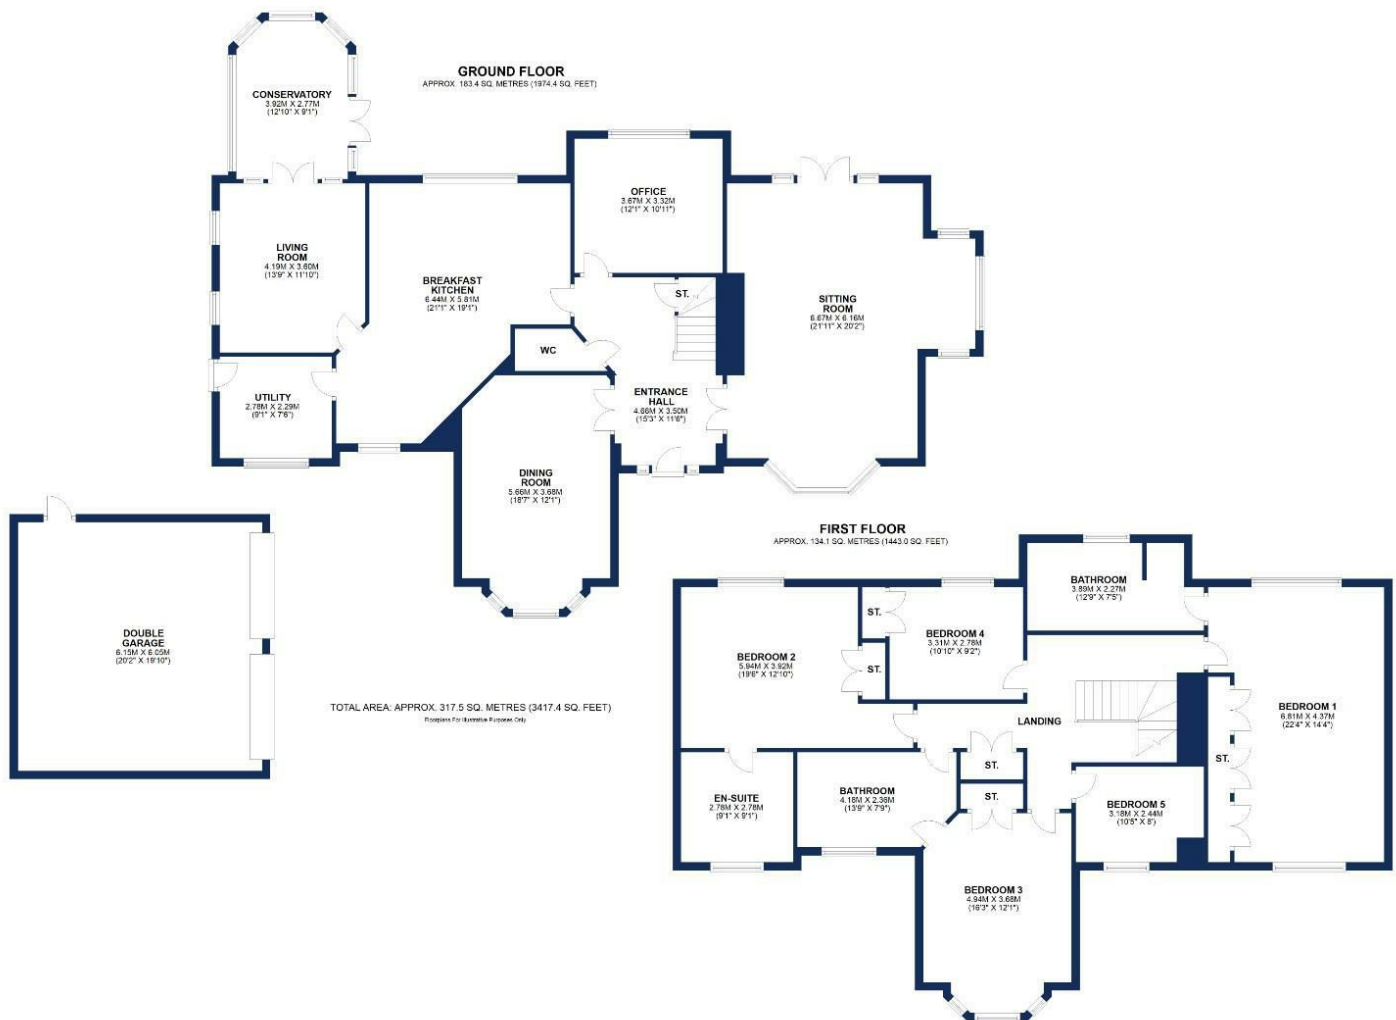 GROUND FLOOR
APPROX. 183.4 SQ. METRES (1974.4 SQ. FEET)
CONSERVATORY
3.92M X 2.77M
(12'10" X 9'1")
OFFICE
3.67M X 3.32M
(12'1" X 10'11")
LIVING
ROOM
4.19M X 3.60M
(13'9" X 11'10")
BREAKFAST
KITCHEN
6.44M X 5.81M
(21'1" X 19'1")
ST.
SITTING
ROOM
6.67M X 6.16M
(21'11" X 20'2")
WC
UTILITY
2.78M X 2.29M
(9'1" X 7'6")
ENTRANCE
HALL
4.66M X 3.50M
(15'3" X 11'6")
DINING
ROOM
5.66M X 3.68M
(18'7" X 12'1")
DOUBLE
GARAGE
6.15M X 6.05M
(20'2" X 19'10")
TOTAL AREA: APPROX. 317.5 SQ. METRES (3417.4 SQ. FEET)
Floorplans For Illustrative Purposes Only
FIRST FLOOR
APPROX. 134.1 SQ. METRES (1443.0 SQ. FEET)
BATHROOM
3.89M X 2.27M
(12'9" X 7'5")
ST.
BEDROOM 4
3.31M X 2.78M
(10'10" X 9'2")
BEDROOM 2
5.94M X 3.92M
(19'6" X 12'10")
ST.
BEDROOM 1
6.81M X 4.37M
(22'4" X 14'4")
LANDING
ST.
ST.
ST.
EN-SUITE
2.78M X 2.78M
(9'1" X 9'1")
BATHROOM
4.18M X 2.36M
(13'9" X 7'9")
BEDROOM 5
3.18M X 2.44M
(10'5" X 8')
BEDROOM 3
4.94M X 3.68M
(16'3" X 12'1")